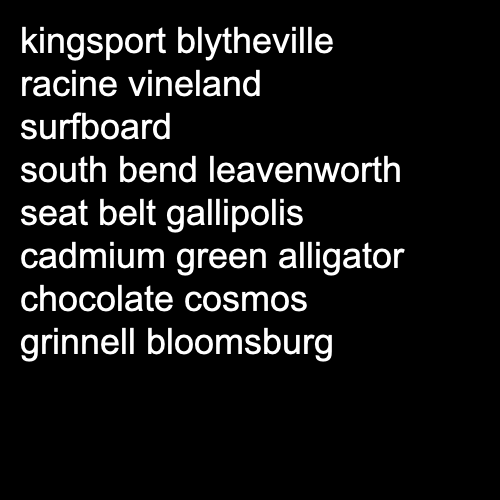 kingsport blytheville
racine vineland
surfboard
south bend leavenworth
seat belt gallipolis
cadmium green alligator
chocolate cosmos
grinnell bloomsburg